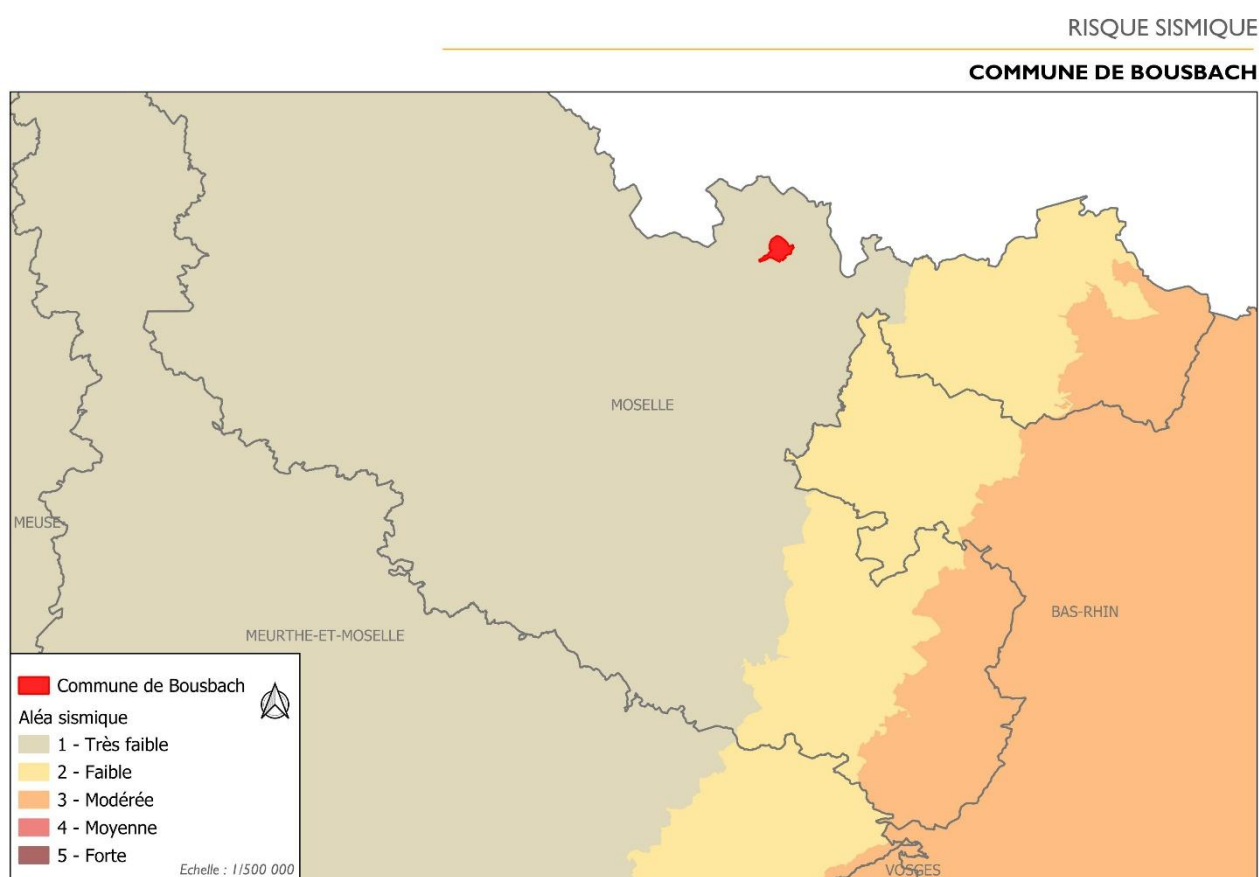 RISQUE SISMIQUE
COMMUNE DE BOUSBACH
MOSELLE
MEUSE
BAS-RHIN
MEURTHE-ET-MOSELLE
VOSGES
Commune de Bousbach
Aléa sismique
1 - Très faible
2 - Faible
3 - Modérée
4 - Moyenne
5 - Forte
Echelle : 1/500 000